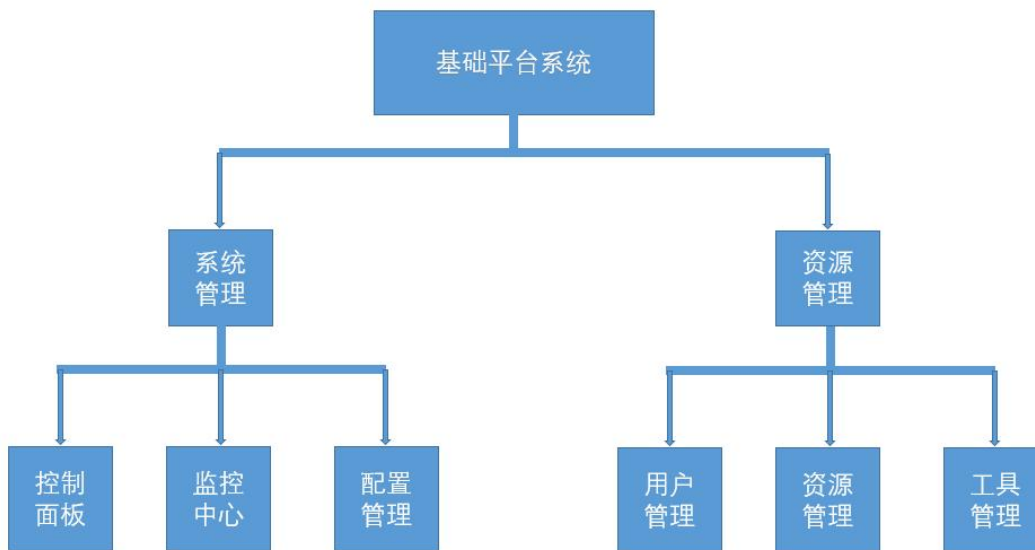 基础平台系统
系统
管理
资源
管理
控制
面板
监控
中心
配置
管理
用户
管理
资源
管理
工具
管理